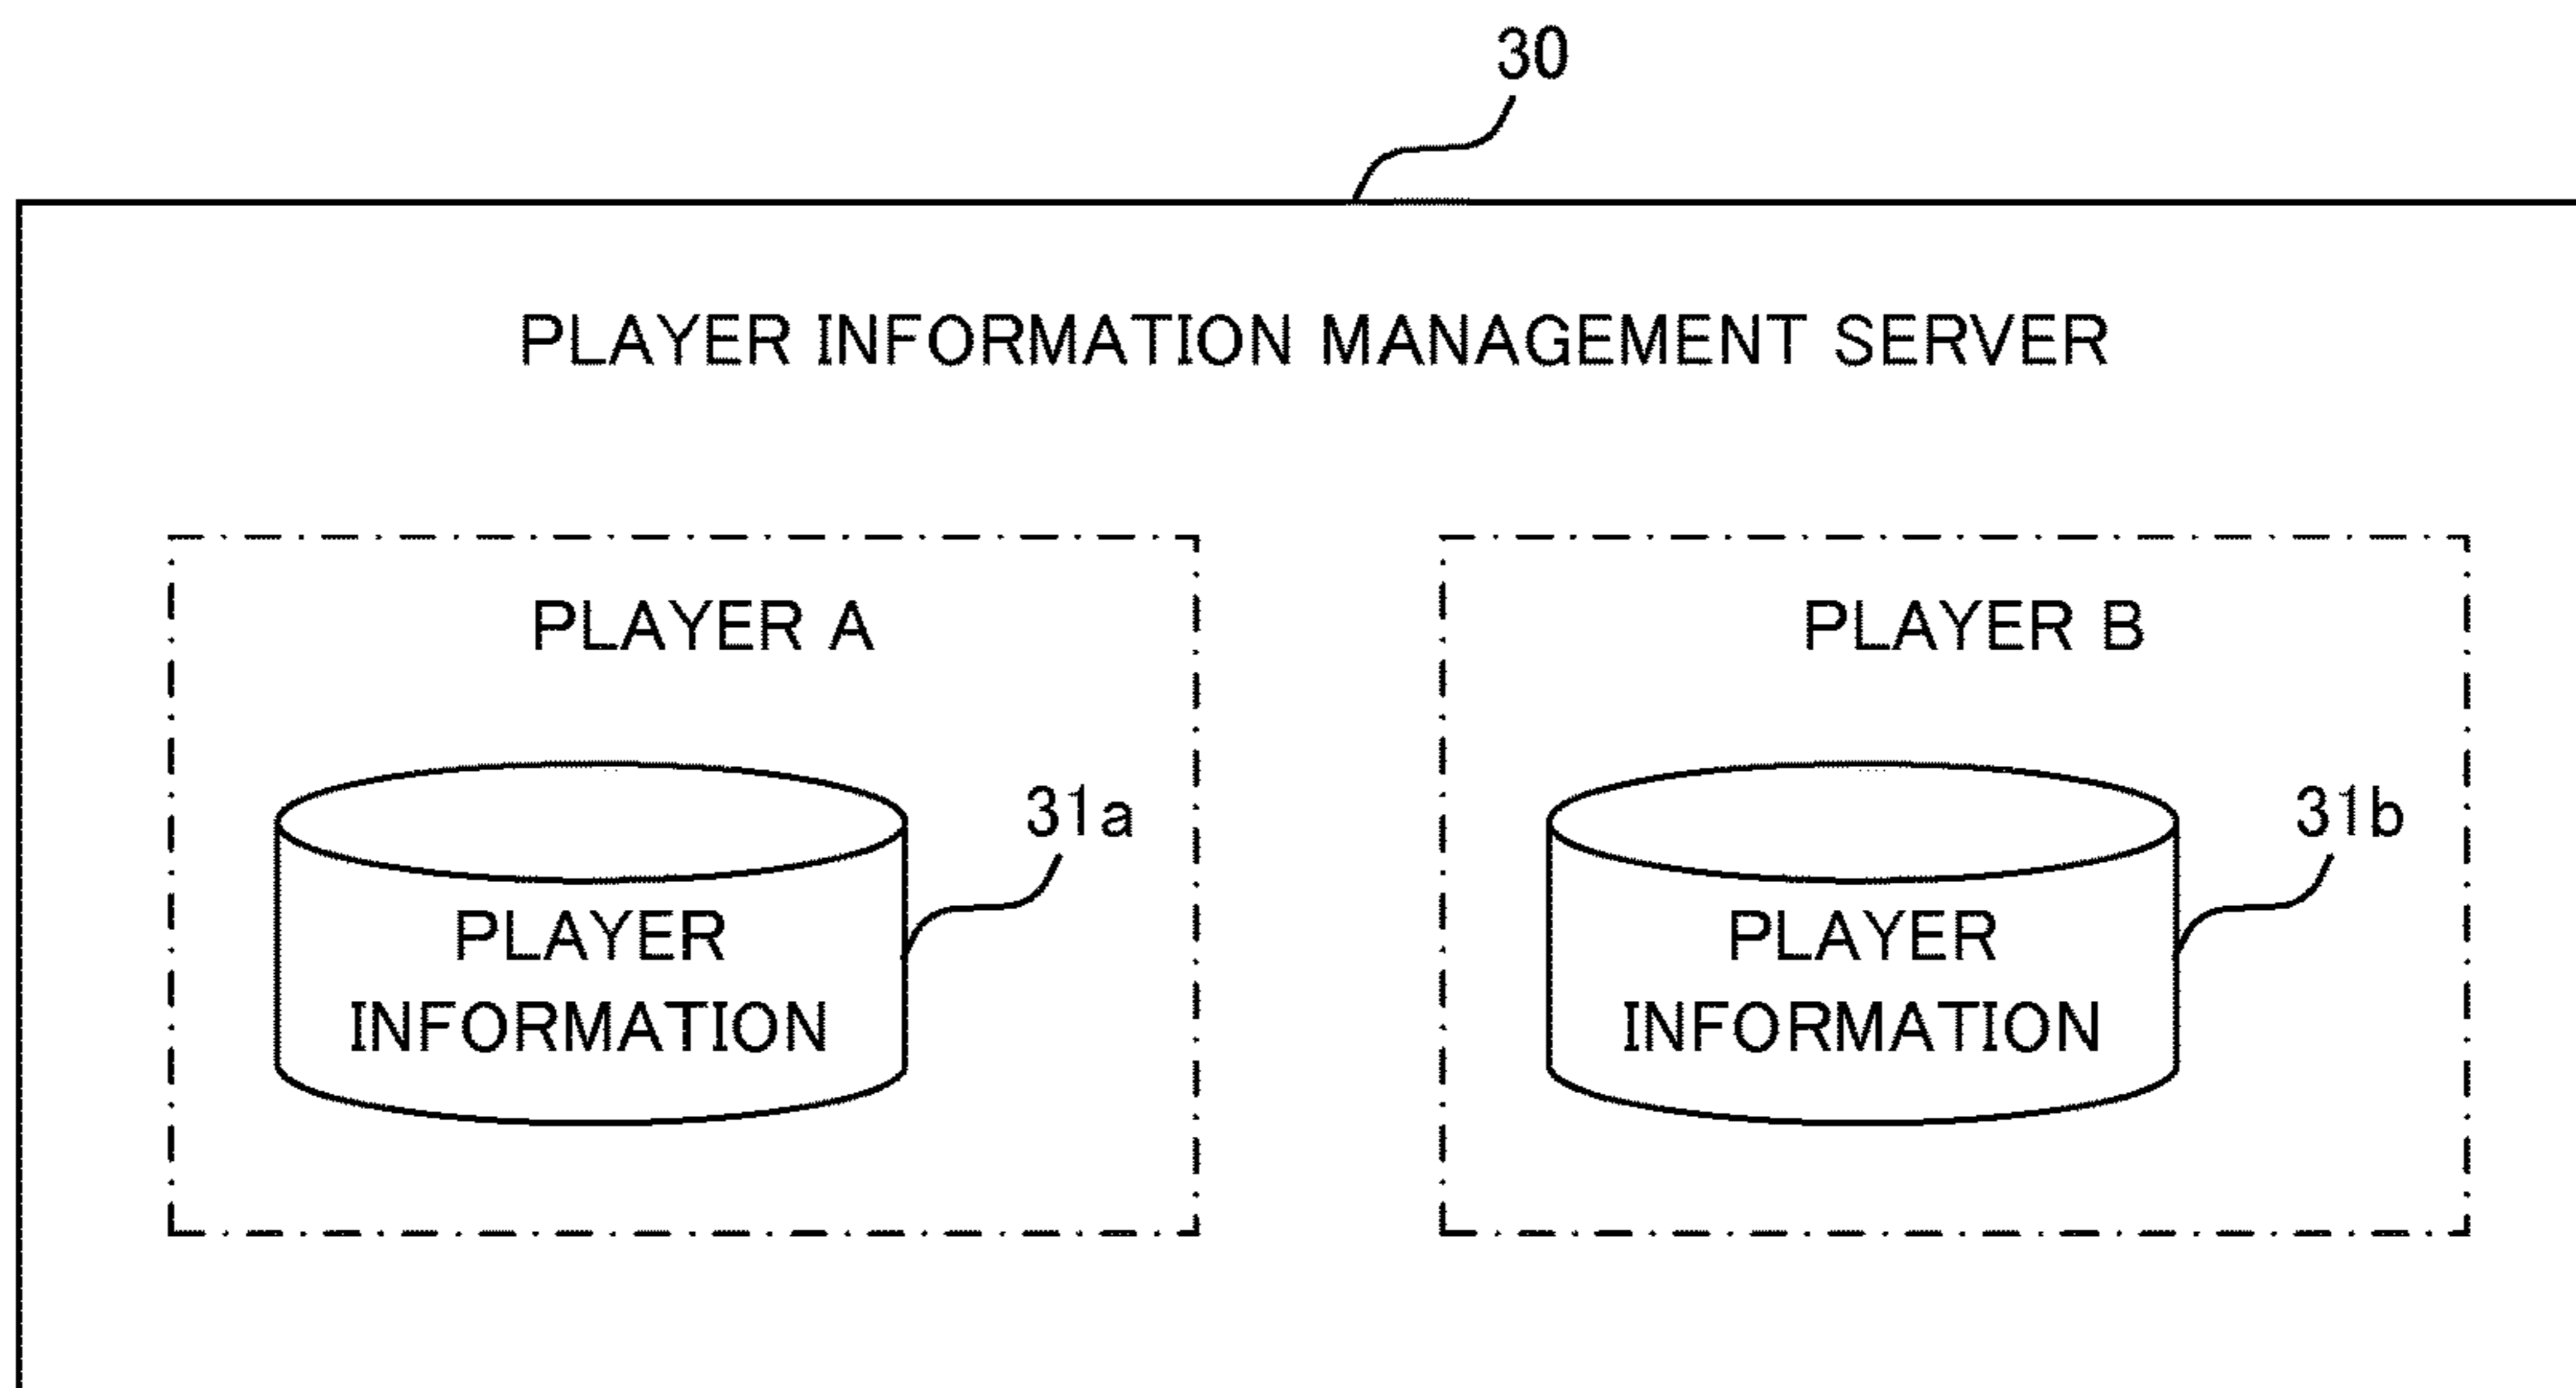 30
PLAYER INFORMATION MANAGEMENT SERVER
PLAYER A
31a
PLAYER
INFORMATION
PLAYER B
31b
PLAYER
INFORMATION